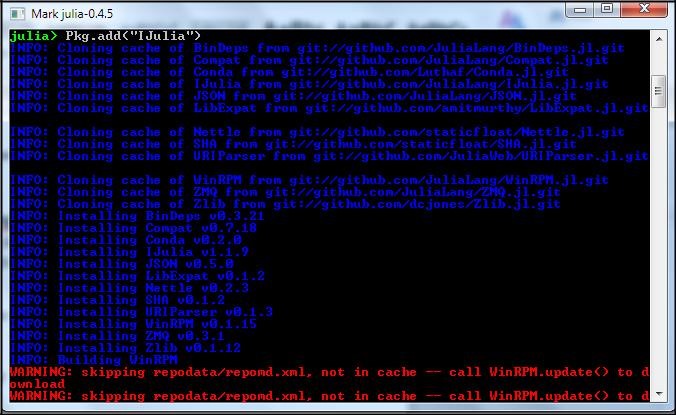 Mark julia-0.4.5
julia> Pkg.add("IJulia")
INFO: Cloning cache of BinDeps from git://github.com/JuliaLang/BinDeps.jl.git
INFO: Cloning cache of Compat from git://github.com/JuliaLang/Compat.jl.git
INFO: Cloning cache of Conda from git://github.com/Luthaf/Conda.jl.git
INFO: Cloning cache of IJulia from git://github.com/JuliaLang/IJulia.jl.git
INFO: Cloning cache of JSON from git://github.com/JuliaLang/JSON.jl.git
INFO: Cloning cache of LibExpat from git://github.com/amitmurthy/LibExpat.jl.git
INFO: Cloning cache of Nettle from git://github.com/staticfloat/Nettle.jl.git
INFO: Cloning cache of SHA from git://github.com/staticfloat/SHA.jl.git
INFO: Cloning cache of URIParser from git://github.com/JuliaWeb/URIParser.jl.git
INFO: Cloning cache of WinRPM from git://github.com/JuliaLang/WinRPM.jl.git
INFO: Cloning cache of ZMQ from git://github.com/JuliaLang/ZMQ.jl.git
INFO: Cloning cache of Zlib from git://github.com/dcjones/Zlib.jl.git
INFO: Installing BinDeps v0.3.21
INFO: Installing Compat v0.7.18
INFO: Installing Conda v0.2.0
INFO: Installing IJulia v1.1.9
INFO: Installing JSON v0.5.0
INFO: Installing LibExpat v0.1.2
INFO: Installing Nettle v0.2.3
INFO: Installing SHA v0.1.2
INFO: Installing URIParser v0.1.3
INFO: Installing WinRPM v0.1.15
INFO: Installing ZMQ v0.3.1
INFO: Installing Zlib v0.1.12
INFO: Building WinRPM
WARNING: skipping repodata/repomd.xml, not in cache -- call WinRPM.update() to d
ownload
WARNING: skipping repodata/repomd.xml, not in cache -- call WinRPM.update() to d